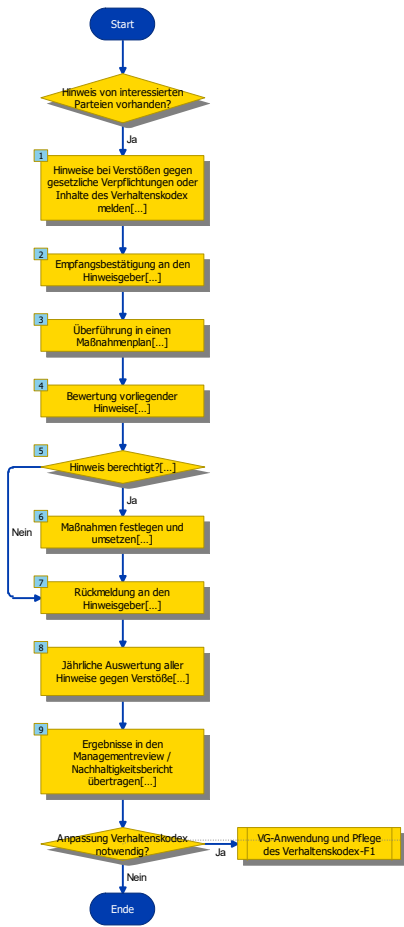 Start
Hinweis von interessierten
Parteien vorhanden?
Ja
1
Hinweise bei Verstößen gegen
gesetzliche Verpflichtungen oder
Inhalte des Verhaltenskodex
melden[...]
2
Empfangsbestätigung an den
Hinweisgeber[...]
3
Überführung in einen
Maßnahmenplan[...]
4
Bewertung vorliegender
Hinweise[...]
5
Hinweis berechtigt?[...]
Ja
Nein
6
Maßnahmen festlegen und
umsetzen[...]
7
Rückmeldung an den
Hinweisgeber[...]
8
Jährliche Auswertung aller
Hinweise gegen Verstöße[...]
9
Ergebnisse in den
Managementreview /
Nachhaltigkeitsbericht
übertragen[...]
Anpassung Verhaltenskodex
notwendig?
Ja
VG-Anwendung und Pflege
des Verhaltenskodex-F1
Nein
Ende